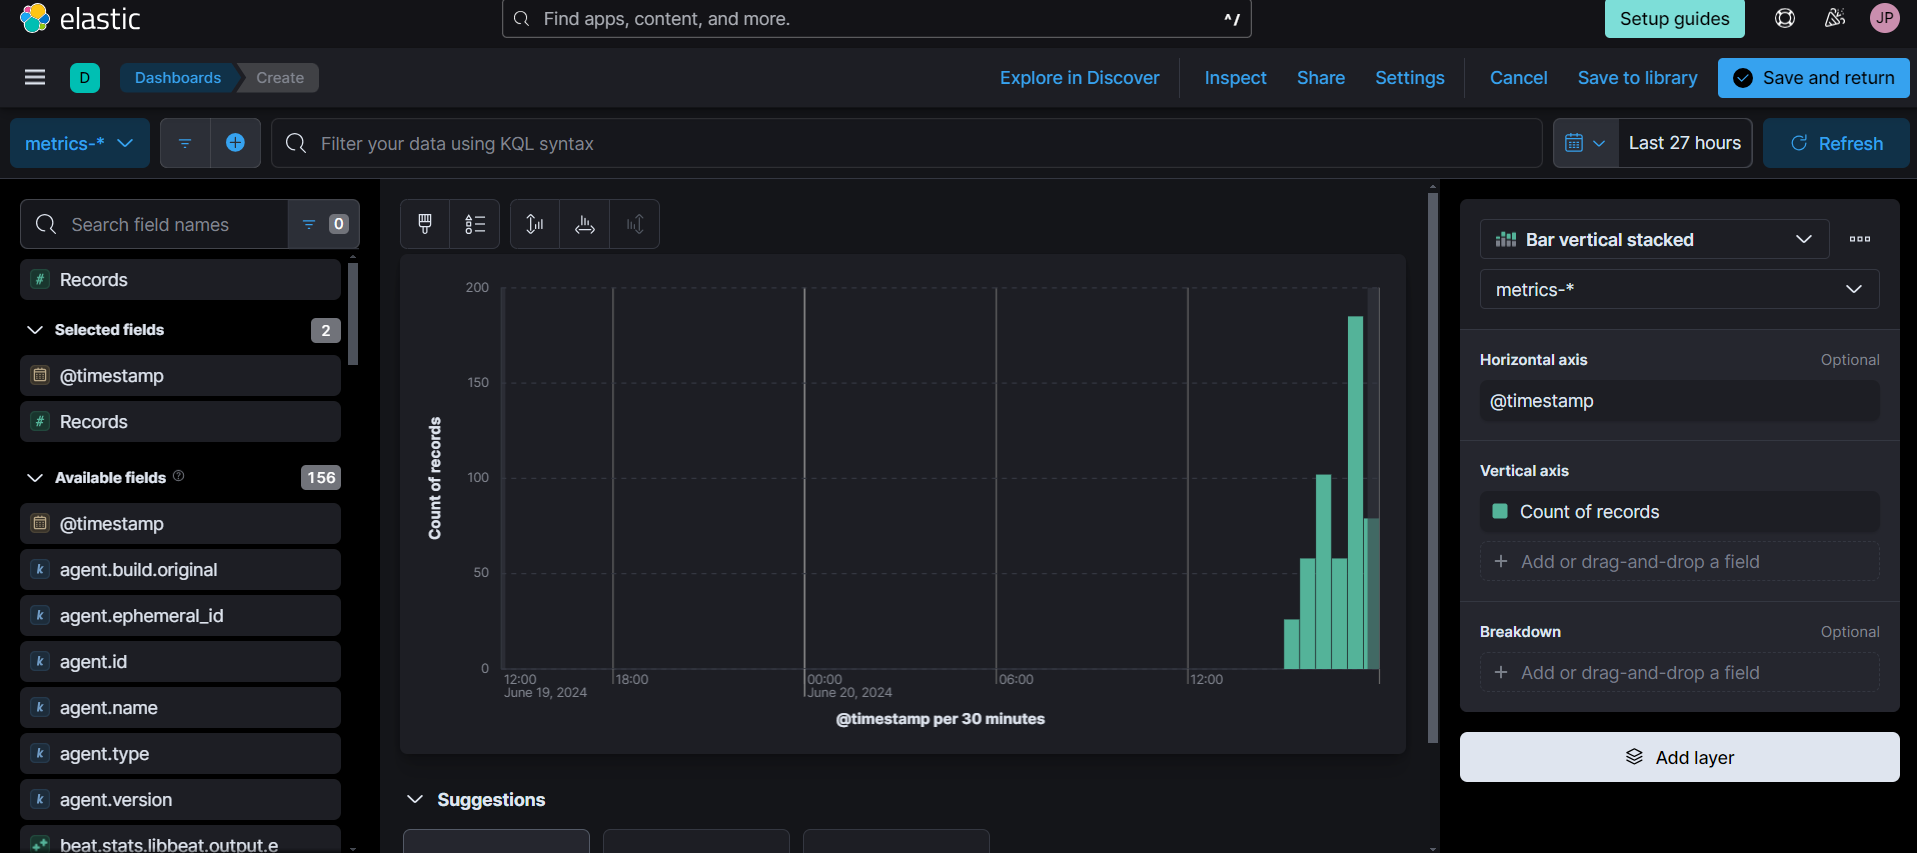 elastic
Find apps, content, and more.
^/
Setup guides
JP
D
Dashboards
Create
Explore in Discover
Inspect
Share
Settings
Cancel
Save to library
Save and return
metrics-*
Filter your data using KQL syntax
Last 27 hours
Refresh
Search field names
0
# Records
Selected fields
2
@timestamp
# Records
Available fields
156
@timestamp
k agent.build.original
k agent.ephemeral_id
k agent.id
k agent.name
k agent.type
k agent.version
beat.stats.libbeat.output.e
200
150
100
50
0
Count of records
12:00
June 19, 2024
18:00
00:00
June 20, 2024
06:00
12:00
@timestamp per 30 minutes
Suggestions
Bar vertical stacked
metrics-*
Horizontal axis
Optional
@timestamp
Vertical axis
Count of records
+ Add or drag-and-drop a field
Breakdown
Optional
+ Add or drag-and-drop a field
Add layer